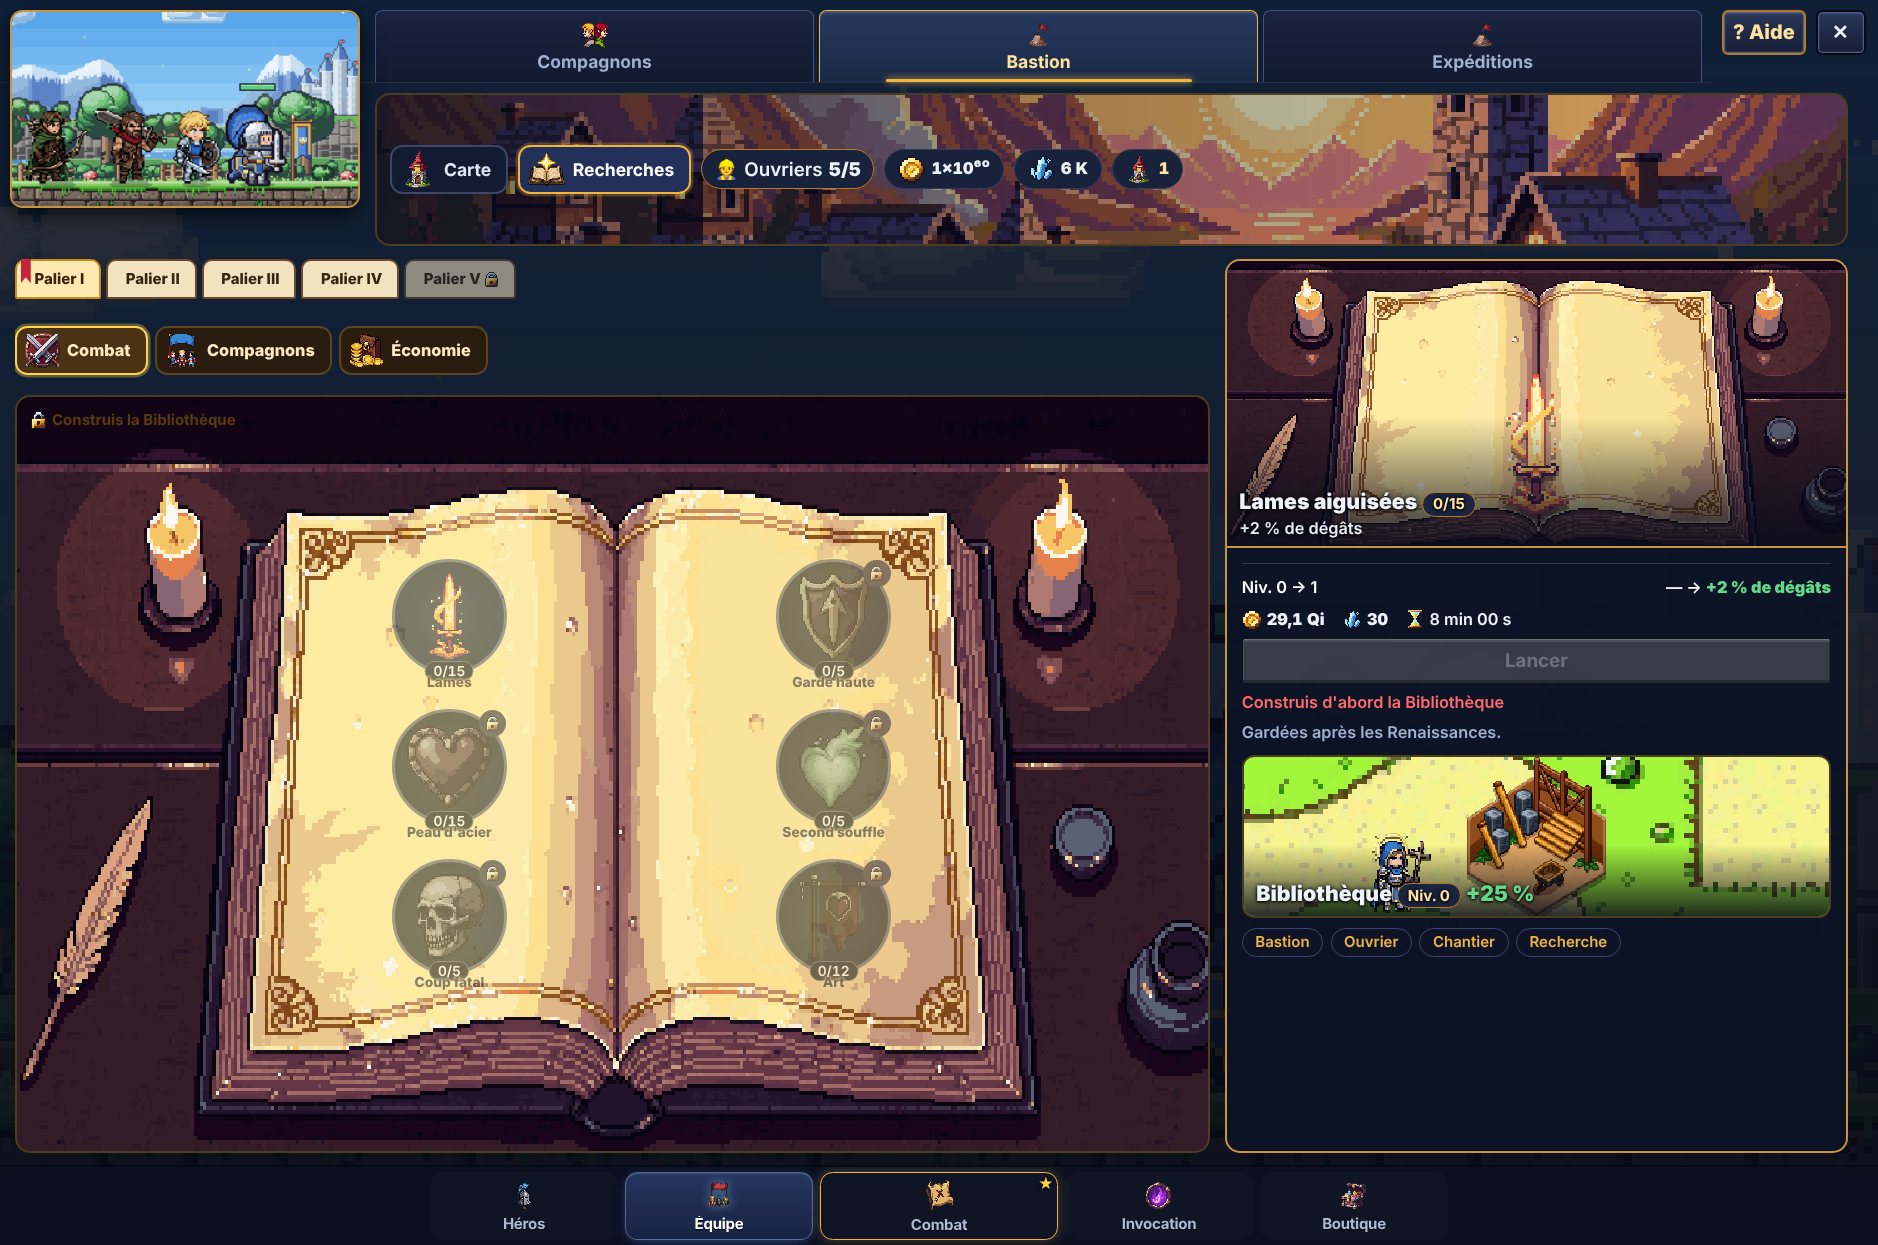 Compagnons
Bastion
Expéditions
? Aide
×
Carte
Recherches
Ouvriers 5/5
1×10⁶⁰
6 K
1
Palier I
Palier II
Palier III
Palier IV
Palier V
Combat
Compagnons
Économie
Construis la Bibliothèque
0/15
Lames
0/5
Garde haute
0/15
Peau d'acier
0/5
Second souffle
0/5
Coup fatal
0/12
Art
Lames aiguisées 0/15
+2 % de dégâts
Niv. 0 → 1
— → +2 % de dégâts
29,1 Qi 30 8 min 00 s
Lancer
Construis d'abord la Bibliothèque
Gardées après les Renaissances.
Bibliothèque Niv. 0 +25 %
Bastion
Ouvrier
Chantier
Recherche
Héros
Équipe
Combat
Invocation
Boutique